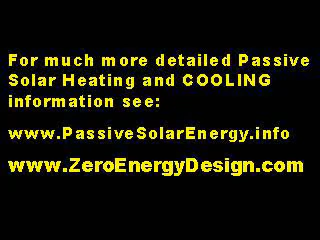 For much more detailed Passive
Solar Heating and COOLING
information see:
www.PassiveSolarEnergy.info
www.ZeroEnergyDesign.com